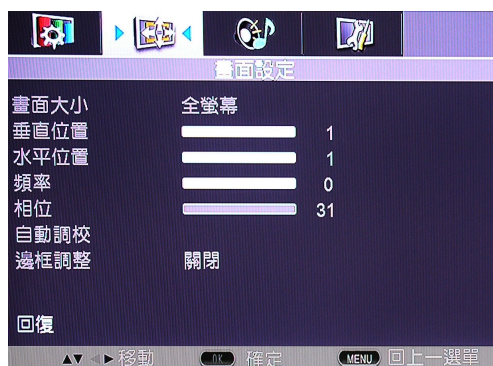 畫面設定
畫面大小 全螢幕
垂直位置 1
水平位置 1
頻率 0
相位 31
自動調校
邊框調整 關閉
回復
移動 OK 確定 MENU 回上一選單